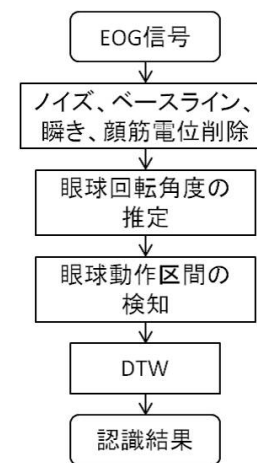 EOG信号
ノイズ、ベースライン、
瞬き、顔筋電位削除
眼球回転角度の
推定
眼球動作区間の
検知
DTW
認識結果